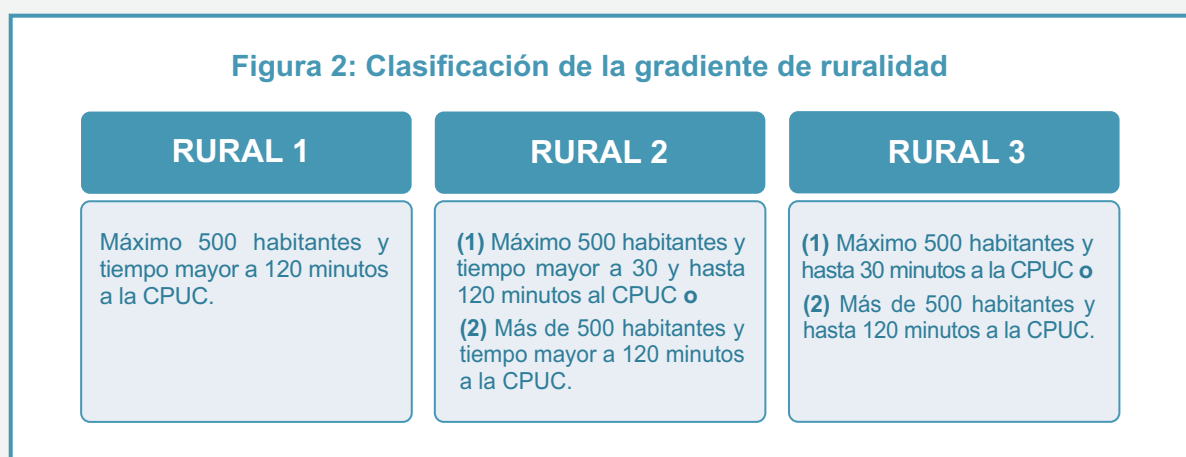 Figura 2: Clasificación de la gradiente de ruralidad
RURAL 1
Máximo 500 habitantes y
tiempo mayor a 120 minutos
a la CPUC.
RURAL 2
(1) Máximo 500 habitantes y
tiempo mayor a 30 y hasta
120 minutos al CPUC o
(2) Más de 500 habitantes y
tiempo mayor a 120 minutos
a la CPUC.
RURAL 3
(1) Máximo 500 habitantes y
hasta 30 minutos a la CPUC o
(2) Más de 500 habitantes y
hasta 120 minutos a la CPUC.